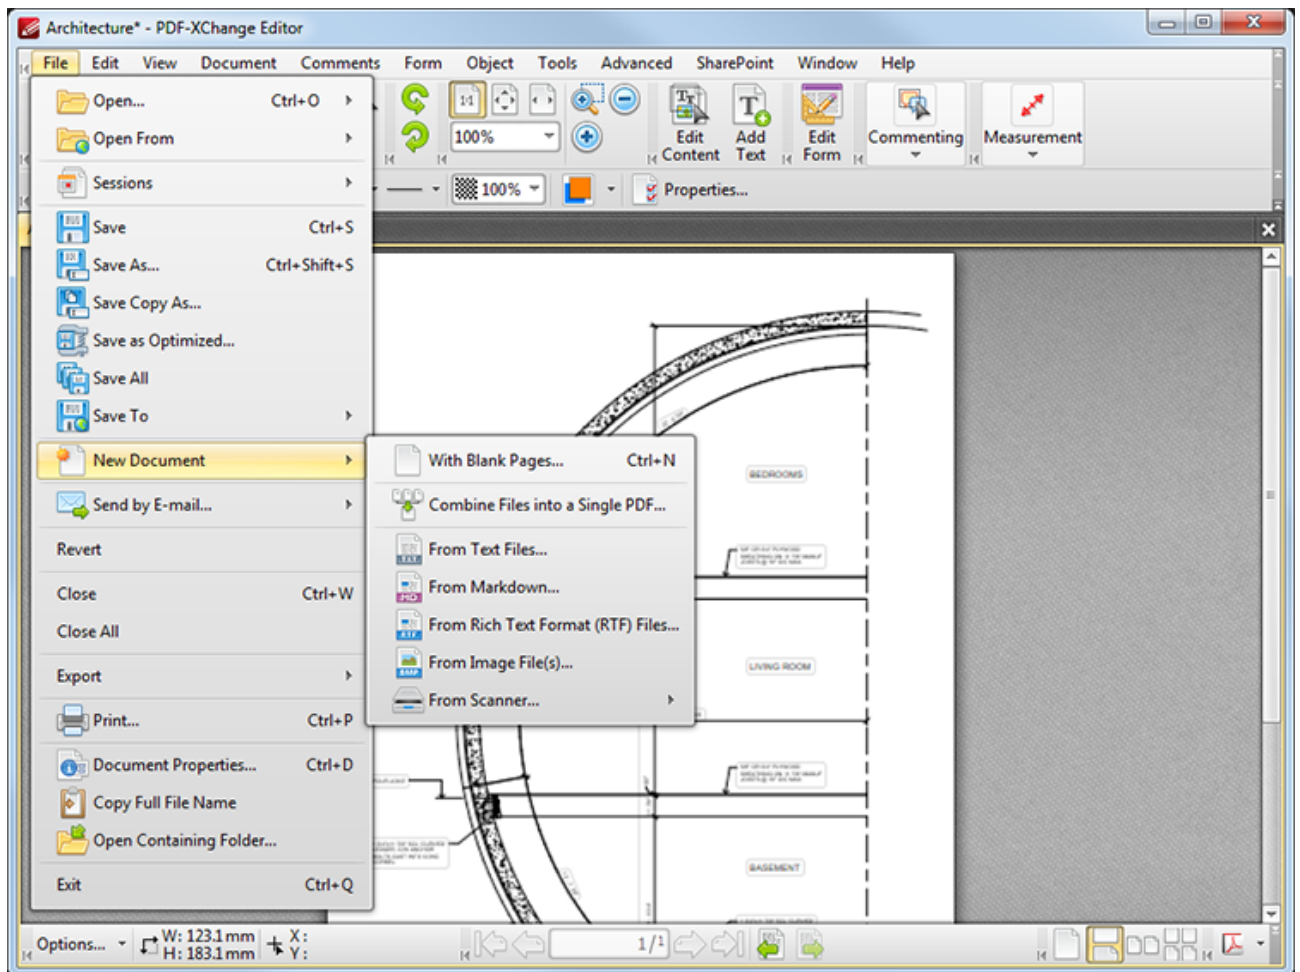 Architecture* - PDF-XChange Editor
File Edit View Document Comments Form Object Tools Advanced SharePoint Window Help
Open... Ctrl+O
Open From
Sessions
Save Ctrl+S
Save As... Ctrl+Shift+S
Save Copy As...
Save as Optimized...
Save All
Save To
New Document
Send by E-mail...
Revert
Close Ctrl+W
Close All
Export
Print... Ctrl+P
Document Properties... Ctrl+D
Copy Full File Name
Open Containing Folder...
Exit Ctrl+Q
With Blank Pages... Ctrl+N
Combine Files into a Single PDF...
From Text Files...
From Markdown...
From Rich Text Format (RTF) Files...
From Image File(s)...
From Scanner...
1:1
100%
Edit Content
Add Text
Edit Form
Commenting
Measurement
100%
Properties...
BEDROOMS
LIVING ROOM
BASEMENT
Options...
W: 123.1 mm
H: 183.1 mm
X:
Y:
1/1